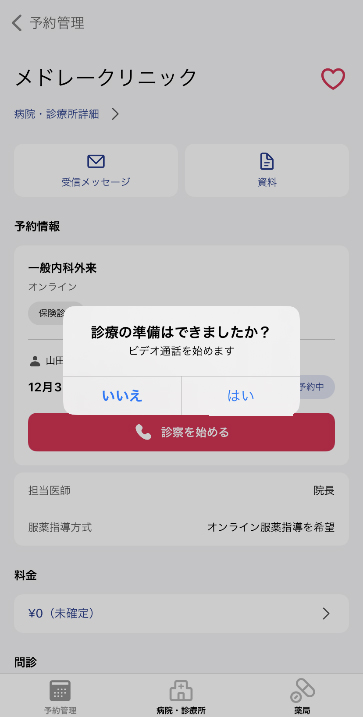 予約管理
メドレークリニック
病院・診療所詳細
受信メッセージ
資料
予約情報
一般内科外来
オンライン
保険診
山田
診療の準備はできましたか？
ビデオ通話を始めます
いいえ
はい
12月3
予約中
診察を始める
担当医師
院長
服薬指導方式
オンライン服薬指導を希望
料金
¥0（未確定）
問診
予約管理
病院・診療所
薬局